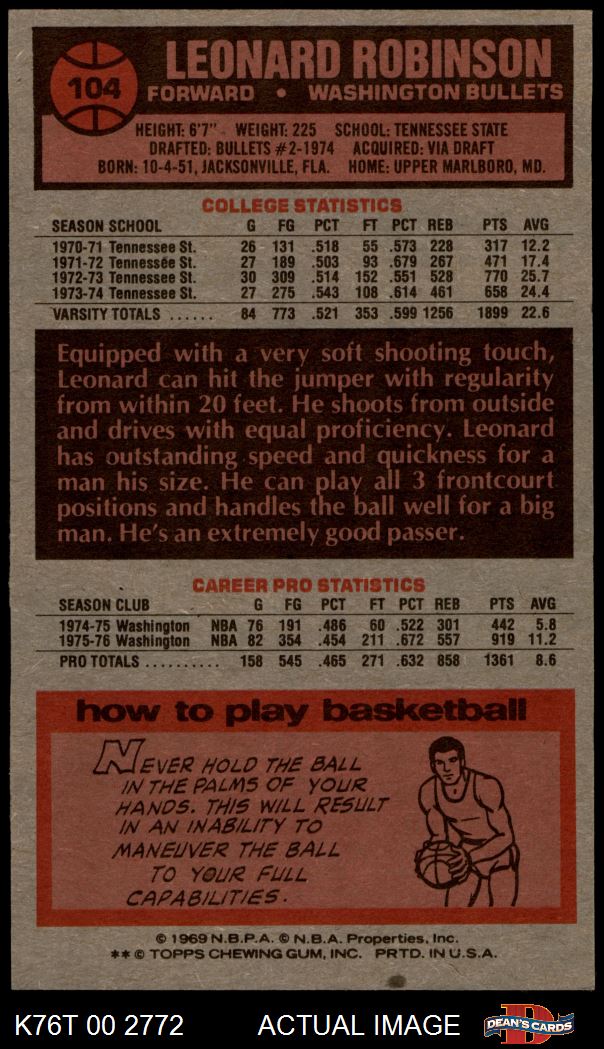 104
LEONARD ROBINSON
FORWARD • WASHINGTON BULLETS
HEIGHT: 6'7" WEIGHT: 225 SCHOOL: TENNESSEE STATE
DRAFTED: BULLETS #2-1974 ACQUIRED: VIA DRAFT
BORN: 10-4-51, JACKSONVILLE, FLA. HOME: UPPER MARLBORO, MD.
COLLEGE STATISTICS
SEASON SCHOOL G FG PCT FT PCT REB PTS AVG
1970-71 Tennessee St. 26 131 .518 55 .573 228 317 12.2
1971-72 Tennessee St. 27 189 .503 93 .679 267 471 17.4
1972-73 Tennessee St. 30 309 .514 152 .551 528 770 25.7
1973-74 Tennessee St. 27 275 .543 108 .614 461 658 24.4
VARSITY TOTALS ...... 84 773 .521 353 .599 1256 1899 22.6
Equipped with a very soft shooting touch,
Leonard can hit the jumper with regularity
from within 20 feet. He shoots from outside
and drives with equal proficiency. Leonard
has outstanding speed and quickness for a
man his size. He can play all 3 frontcourt
positions and handles the ball well for a big
man. He's an extremely good passer.
CAREER PRO STATISTICS
SEASON CLUB G FG PCT FT PCT REB PTS AVG
1974-75 Washington NBA 76 191 .486 60 .522 301 442 5.8
1975-76 Washington NBA 82 354 .454 211 .672 557 919 11.2
PRO TOTALS .......... 158 545 .465 271 .632 858 1361 8.6
how to play basketball
NEVER HOLD THE BALL
IN THE PALMS OF YOUR
HANDS. THIS WILL RESULT
IN AN INABILITY TO
MANEUVER THE BALL
TO YOUR FULL
CAPABILITIES.
© 1969 N.B.P.A. © N.B.A. Properties, Inc.
** © TOPPS CHEWING GUM, INC. PRTD. IN U.S.A.
K76T 00 2772 ACTUAL IMAGE
D
DEAN'S CARDS